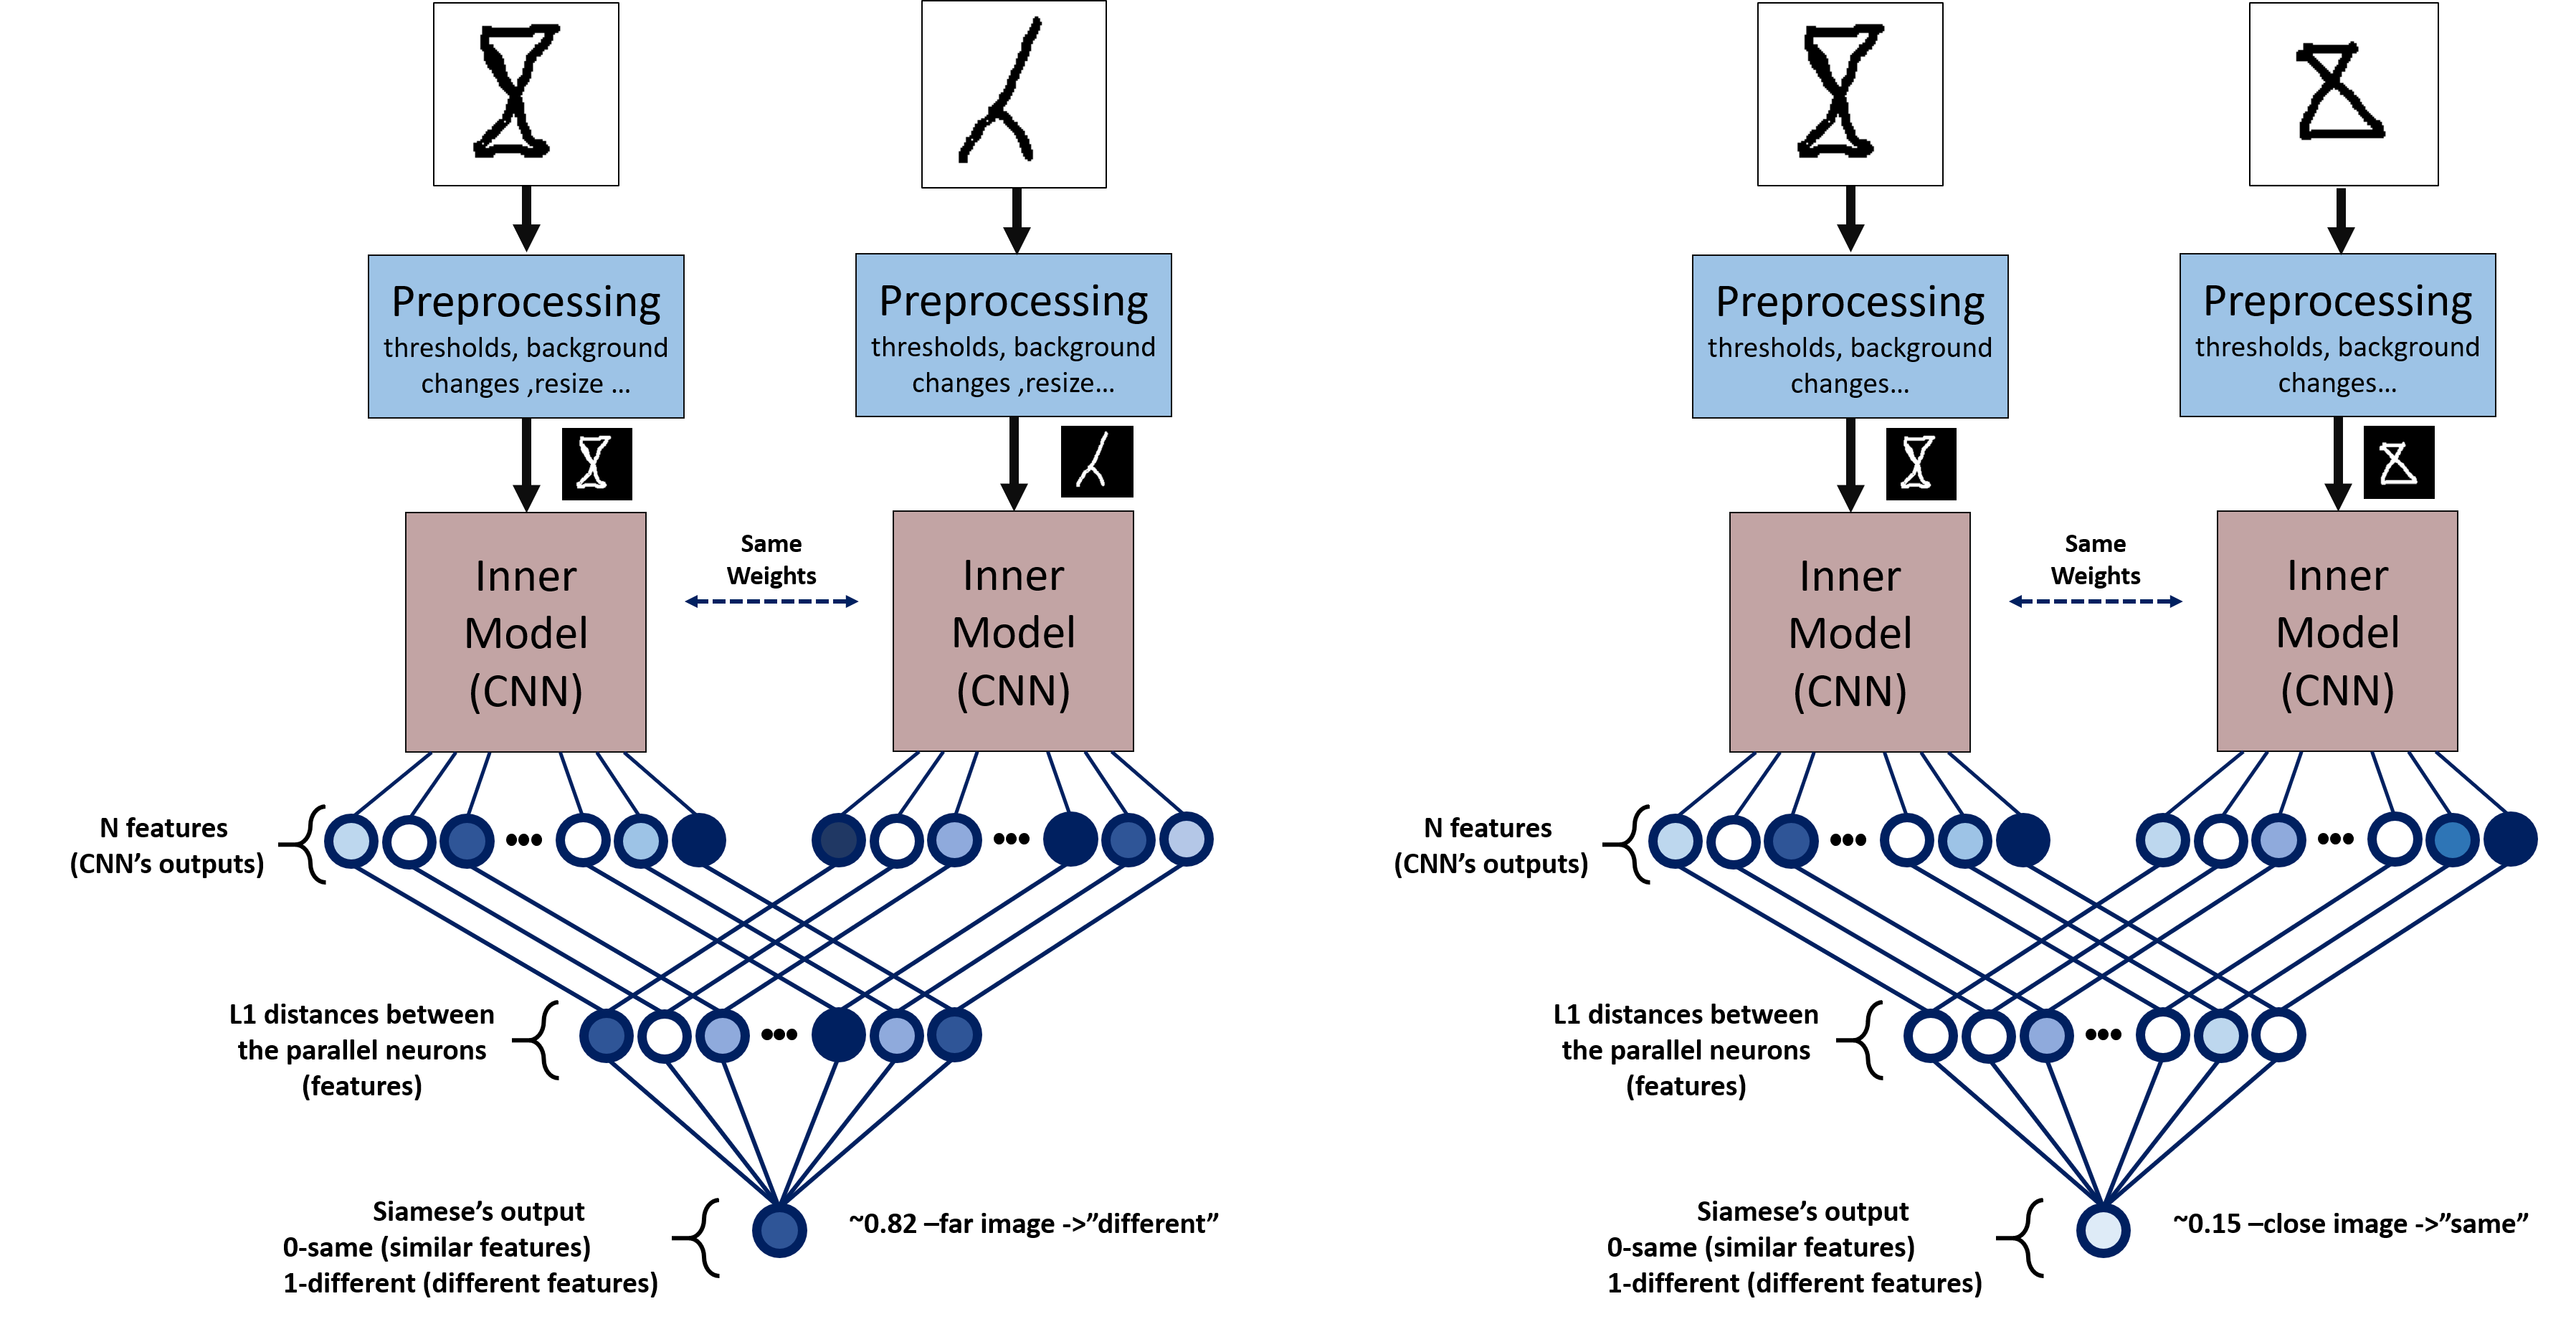 Preprocessing
thresholds, background
changes ,resize ...
Preprocessing
thresholds, background
changes ,resize...
Inner
Model
(CNN)
Same
Weights
Inner
Model
(CNN)
N features
(CNN’s outputs)
L1 distances between
the parallel neurons
(features)
Siamese’s output
0-same (similar features)
1-different (different features)
~0.82 –far image ->”different”
Preprocessing
thresholds, background
changes...
Preprocessing
thresholds, background
changes...
Inner
Model
(CNN)
Same
Weights
Inner
Model
(CNN)
N features
(CNN’s outputs)
L1 distances between
the parallel neurons
(features)
Siamese’s output
0-same (similar features)
1-different (different features)
~0.15 –close image ->”same”